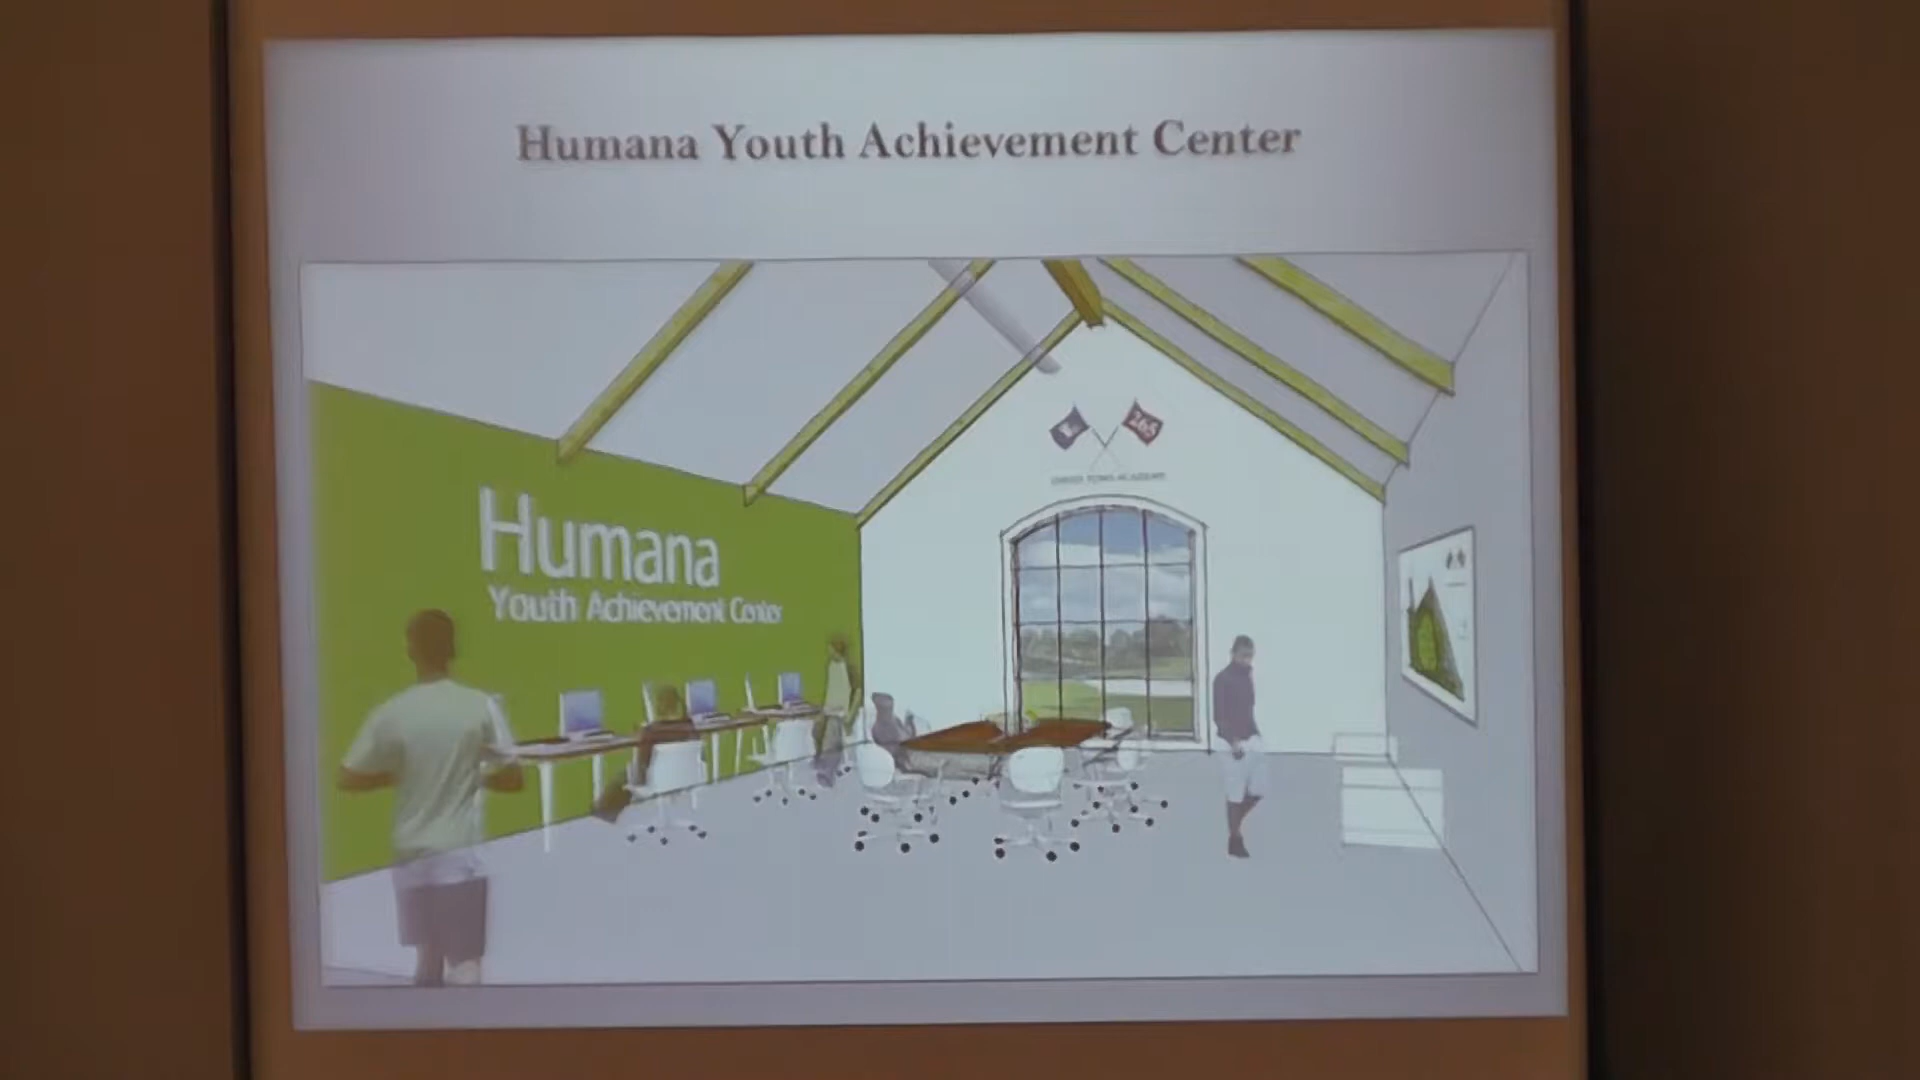 Humana Youth Achievement Center
265
Humana
Youth Achievement Center